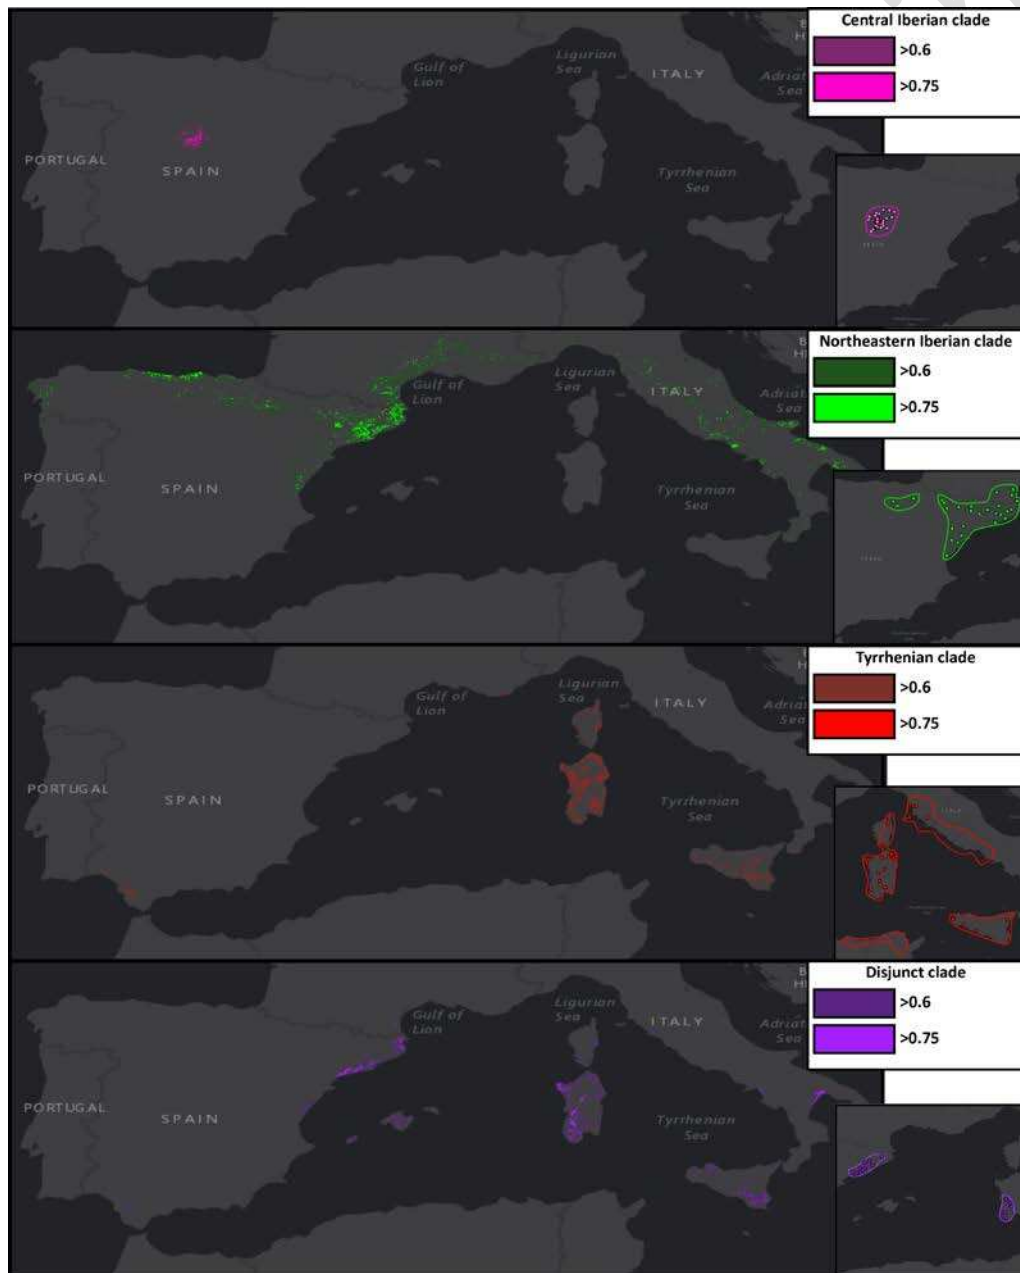 Central Iberian clade
>0.6
>0.75
Gulf of
Lion
Ligurian
Sea
ITALY
Adriat
Sea
PORTUGAL
SPAIN
Tyrrhenian
Sea
Northeastern Iberian clade
>0.6
>0.75
Gulf of
Lion
Ligurian
Sea
ITALY
Adriat
Sea
PORTUGAL
SPAIN
Tyrrhenian
Sea
Tyrrhenian clade
>0.6
>0.75
Gulf of
Lion
Ligurian
Sea
ITALY
Adria
Sea
PORTUGAL
SPAIN
Tyrrhenian
Sea
Disjunct clade
>0.6
>0.75
Gulf of
Lion
Ligurian
Sea
ITALY
Adriat
Sea
PORTUGAL
SPAIN
Tyrrhenian
Sea